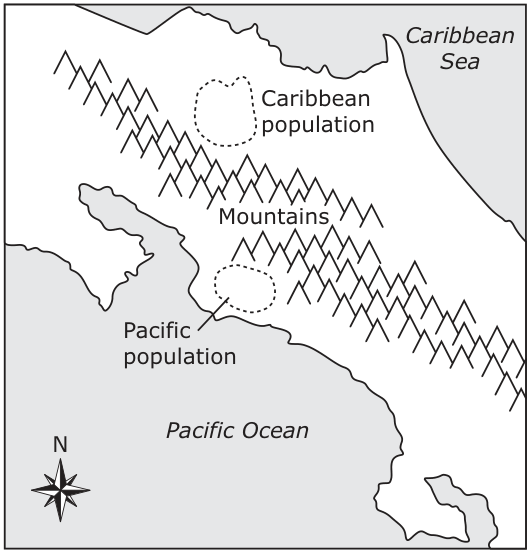 Caribbean
Sea
Caribbean
population
Mountains
Pacific
population
Pacific Ocean
N